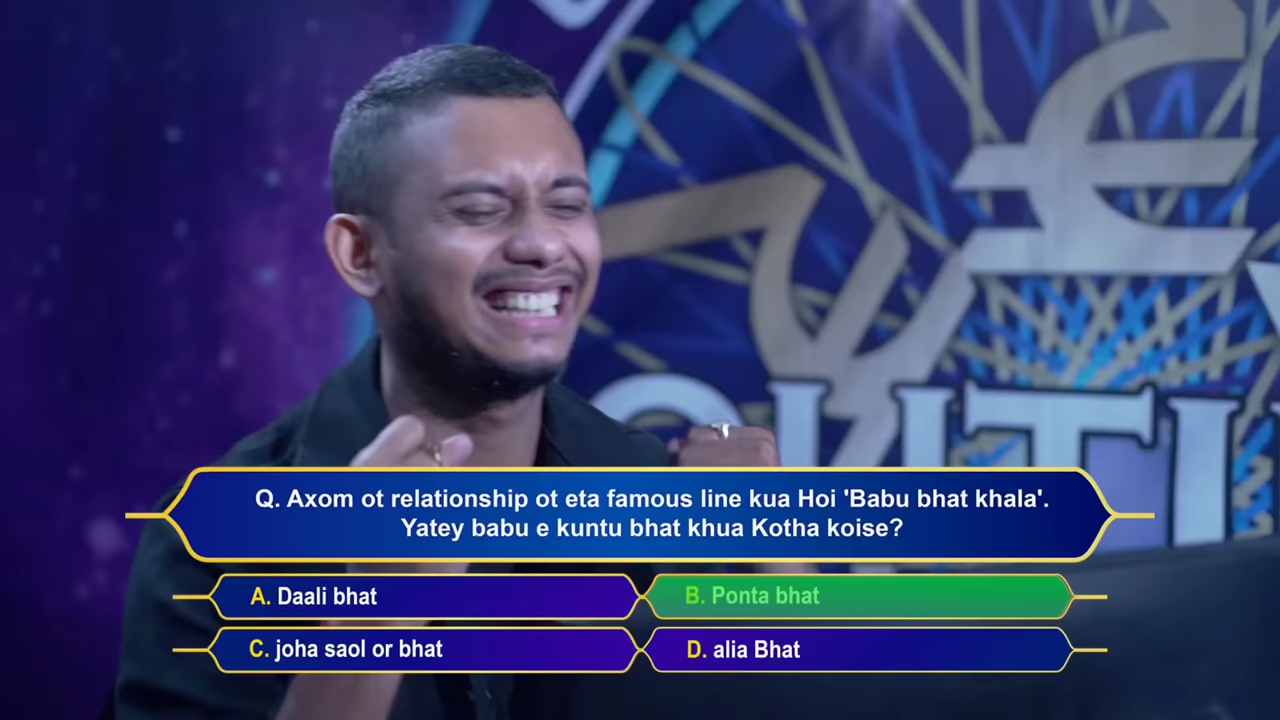 Q. Axom ot relationship ot eta famous line kua Hoi 'Babu bhat khala'.
Yatey babu e kuntu bhat khua Kotha koise?
A. Daali bhat
B. Ponta bhat
C. joha saol or bhat
D. alia Bhat